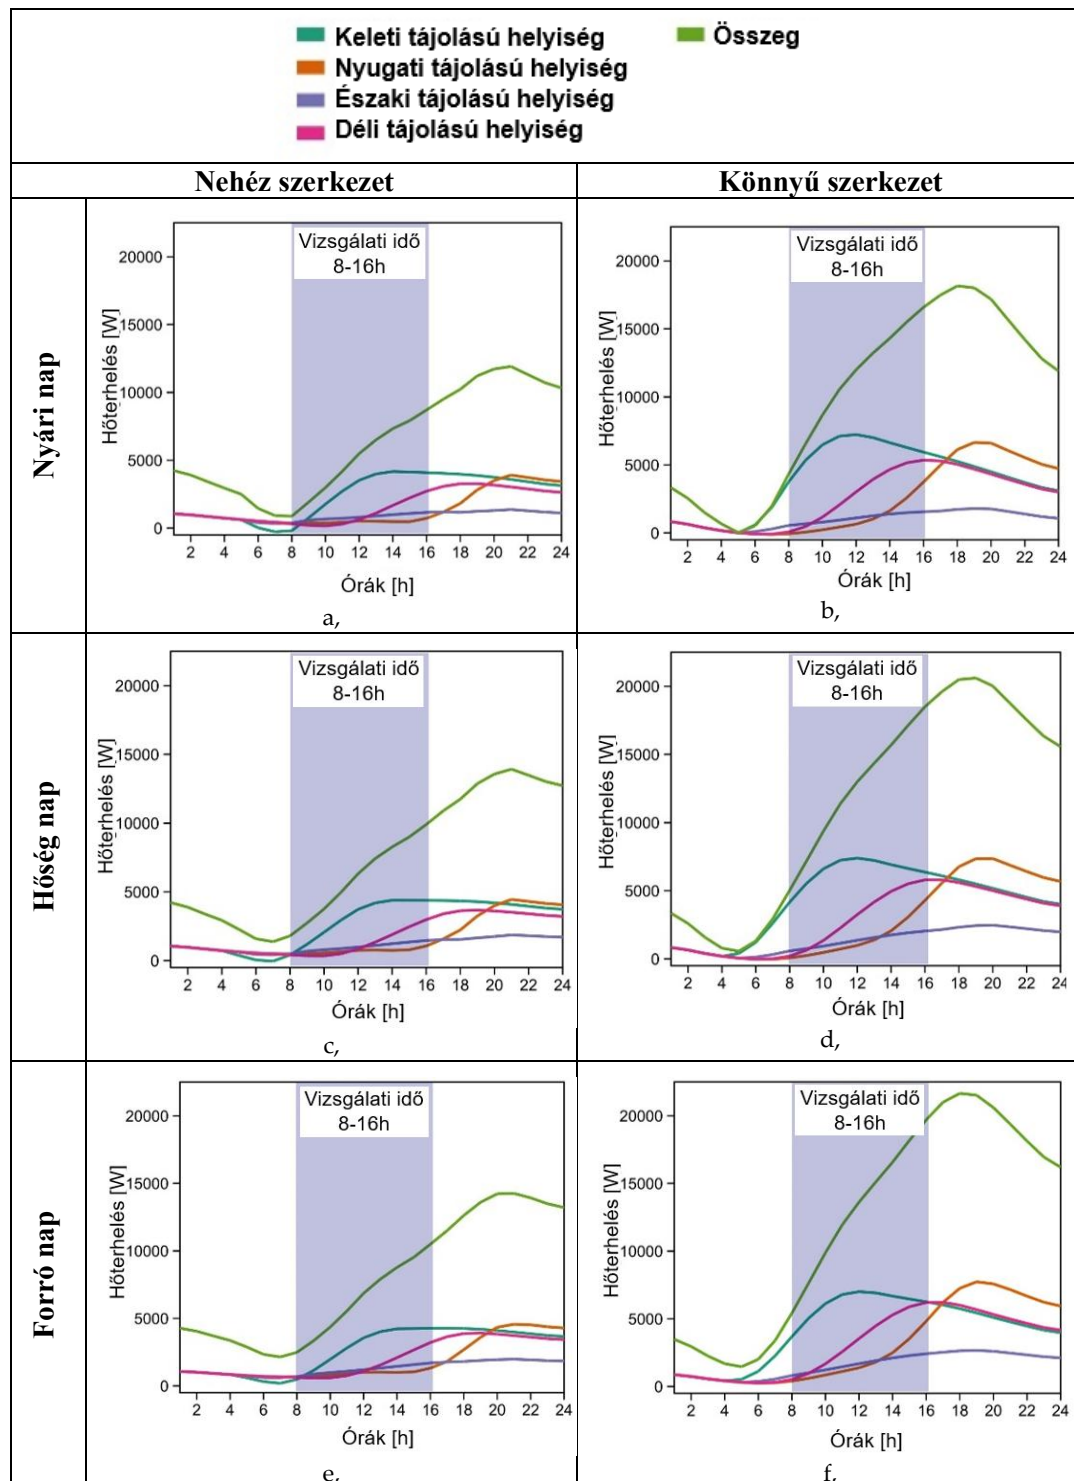 Keleti tájolású helyiség
Nyugati tájolású helyiség
Északi tájolású helyiség
Déli tájolású helyiség
Összeg
Nehéz szerkezet
Könnyű szerkezet
Nyári nap
Hőterhelés [W]
20000
15000
10000
5000
0
Vizsgálati idő
8-16h
2 4 6 8 10 12 14 16 18 20 22 24
Órák [h]
a,
Hőterhelés [W]
20000
15000
10000
5000
0
Vizsgálati idő
8-16h
2 4 6 8 10 12 14 16 18 20 22 24
Órák [h]
b,
Hőség nap
Hőterhelés [W]
20000
15000
10000
5000
0
Vizsgálati idő
8-16h
2 4 6 8 10 12 14 16 18 20 22 24
Órák [h]
c,
Hőterhelés [W]
20000
15000
10000
5000
0
Vizsgálati idő
8-16h
2 4 6 8 10 12 14 16 18 20 22 24
Órák [h]
d,
Forró nap
Hőterhelés [W]
20000
15000
10000
5000
0
Vizsgálati idő
8-16h
2 4 6 8 10 12 14 16 18 20 22 24
Órák [h]
e,
Hőterhelés [W]
20000
15000
10000
5000
0
Vizsgálati idő
8-16h
2 4 6 8 10 12 14 16 18 20 22 24
Órák [h]
f,